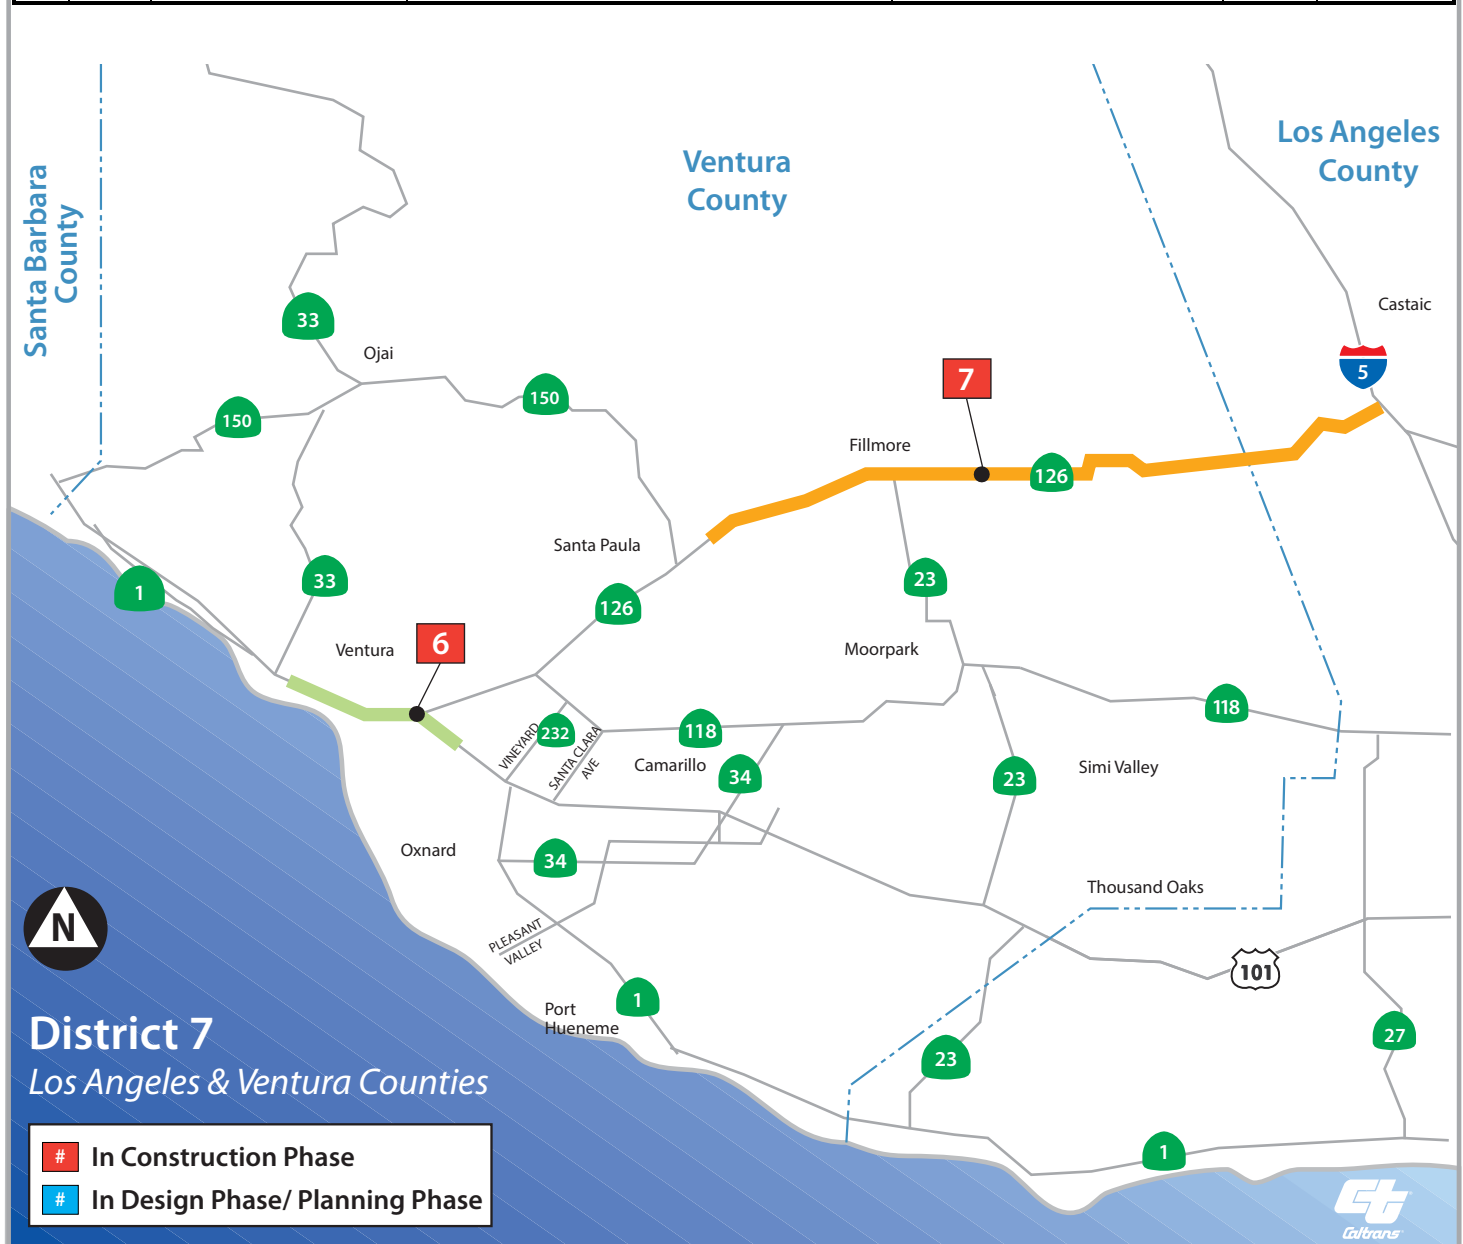 Ventura
County
Los Angeles
County
Santa Barbara
County
Castaic
33
Ojai
5
7
150
150
Fillmore
126
Santa Paula
23
33
1
126
Ventura
6
Moorpark
118
VINEYARD
232
SANTA CLARA
AVE
118
Camarillo
34
Simi Valley
23
Oxnard
34
Thousand Oaks
PLEASANT
VALLEY
101
N
1
Port
Hueneme
27
23
District 7
Los Angeles & Ventura Counties
1
# In Construction Phase
# In Design Phase/ Planning Phase
Caltrans